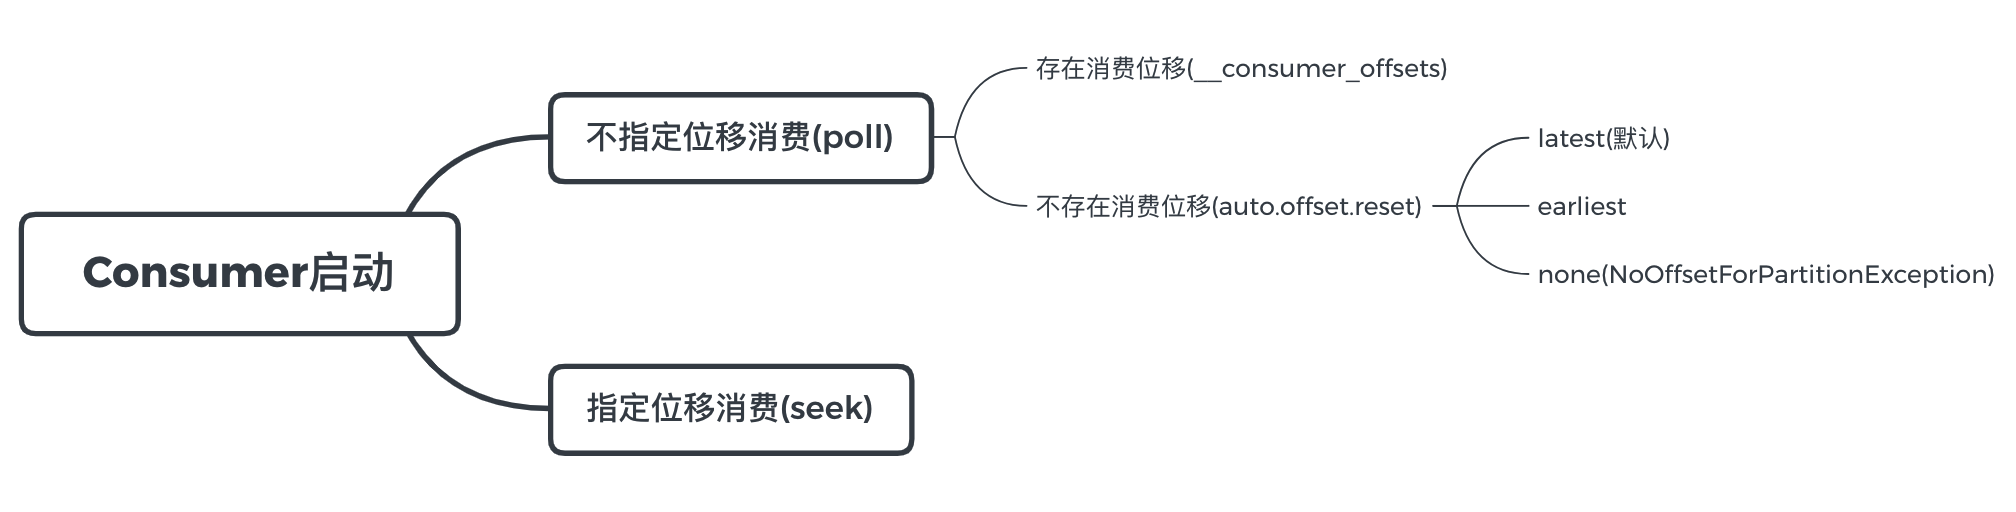 Consumer启动
不指定位移消费(poll)
存在消费位移(__consumer_offsets)
不存在消费位移(auto.offset.reset)
latest(默认)
earliest
none(NoOffsetForPartitionException)
指定位移消费(seek)